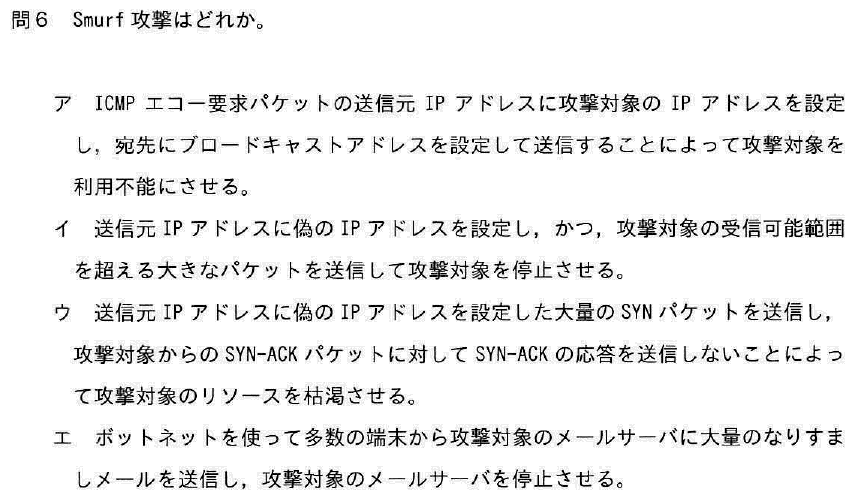 問6 Smurf 攻撃はどれか。
ア ICMP エコー要求パケットの送信元 IP アドレスに攻撃対象の IP アドレスを設定
し，宛先にブロードキャストアドレスを設定して送信することによって攻撃対象を
利用不能にさせる。
イ 送信元 IP アドレスに偽の IP アドレスを設定し，かつ，攻撃対象の受信可能範囲
を超える大きなパケットを送信して攻撃対象を停止させる。
ウ 送信元 IP アドレスに偽の IP アドレスを設定した大量の SYN パケットを送信し，
攻撃対象からの SYN-ACK パケットに対して SYN-ACK の応答を送信しないことによっ
て攻撃対象のリソースを枯渇させる。
エ ボットネットを使って多数の端末から攻撃対象のメールサーバに大量のなりすま
しメールを送信し，攻撃対象のメールサーバを停止させる。